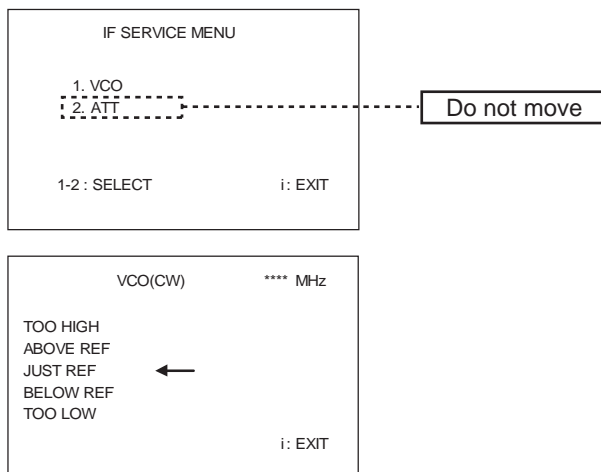 IF SERVICE MENU
1. VCO
2. ATT
Do not move
1-2 : SELECT i : EXIT
VCO(CW) **** MHz
TOO HIGH
ABOVE REF
JUST REF
BELOW REF
TOO LOW
i : EXIT